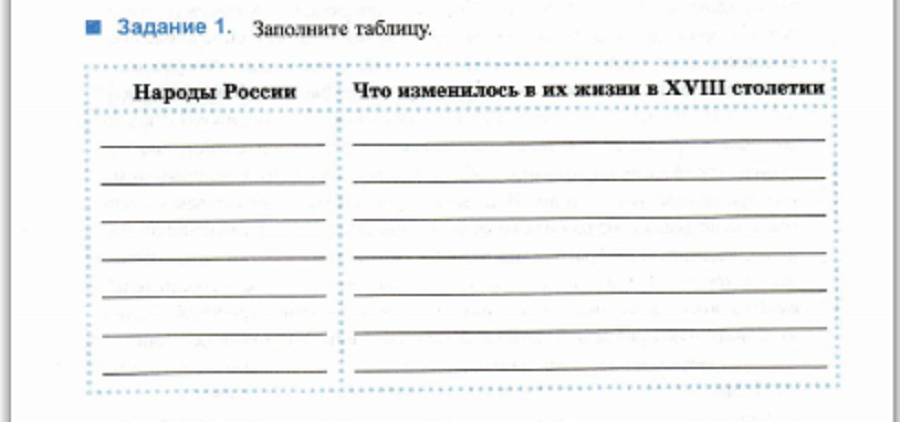 Задание 1. Заполните таблицу.
Народы России
Что изменилось в их жизни в XVIII столетии